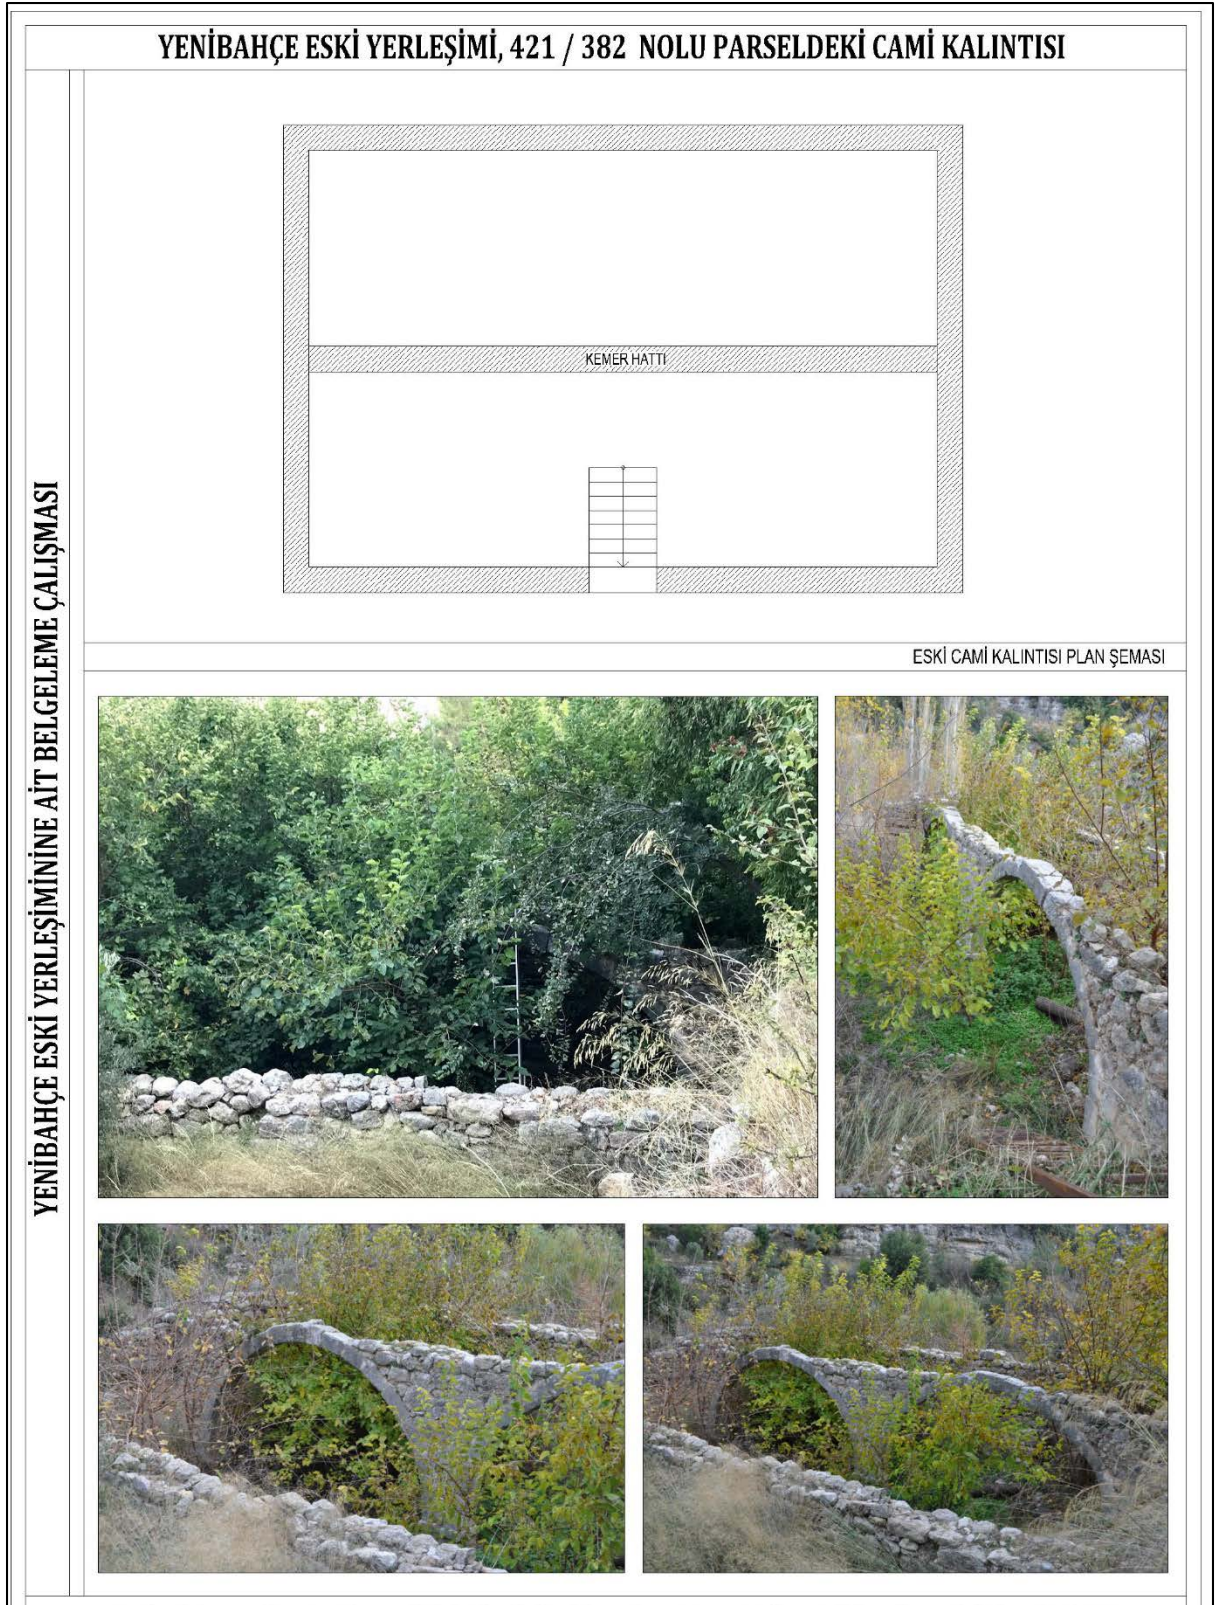 YENİBAHÇE ESKİ YERLEŞİMİ, 421 / 382 NOLU PARSELDEKİ CAMİ KALINTISI
YENİBAHÇE ESKİ YERLEŞİMİNİNE AİT BELGELEME ÇALIŞMASI
KEMER HATTI
ESKİ CAMİ KALINTISI PLAN ŞEMASI